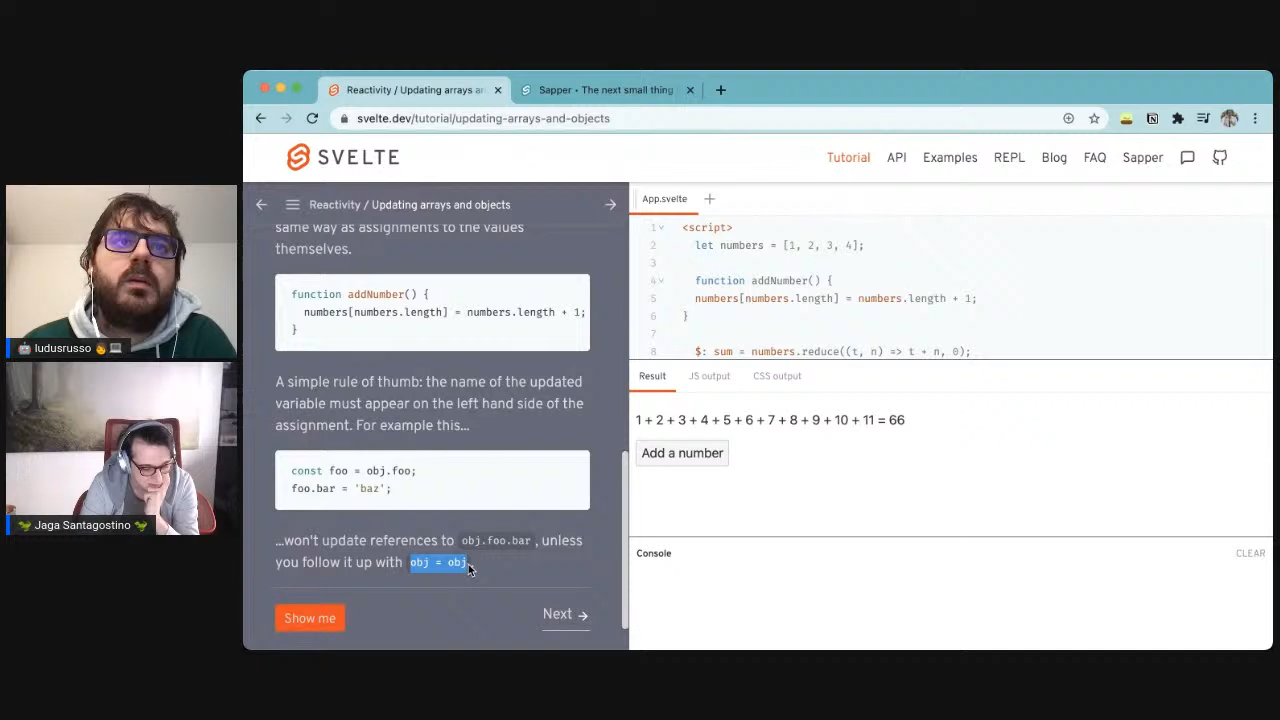 Reactivity / Updating arrays an
Sapper • The next small thing
svelte.dev/tutorial/updating-arrays-and-objects
SVELTE
Tutorial
API
Examples
REPL
Blog
FAQ
Sapper
Reactivity / Updating arrays and objects
same way as assignments to the values
themselves.
function addNumber() {
numbers[numbers.length] = numbers.length + 1;
}
A simple rule of thumb: the name of the updated
variable must appear on the left hand side of the
assignment. For example this...
const foo = obj.foo;
foo.bar = 'baz';
...won't update references to obj.foo.bar, unless
you follow it up with obj = obj
Show me
Next
App.svelte
1 <script>
2 let numbers = [1, 2, 3, 4];
3
4 function addNumber() {
5 numbers[numbers.length] = numbers.length + 1;
6 }
7
8 $: sum = numbers.reduce((t, n) => t + n, 0);
Result
JS output
CSS output
1 + 2 + 3 + 4 + 5 + 6 + 7 + 8 + 9 + 10 + 11 = 66
Add a number
Console
CLEAR
🤖 ludusrusso 👨‍💻
🦖 Jaga Santagostino 🦖